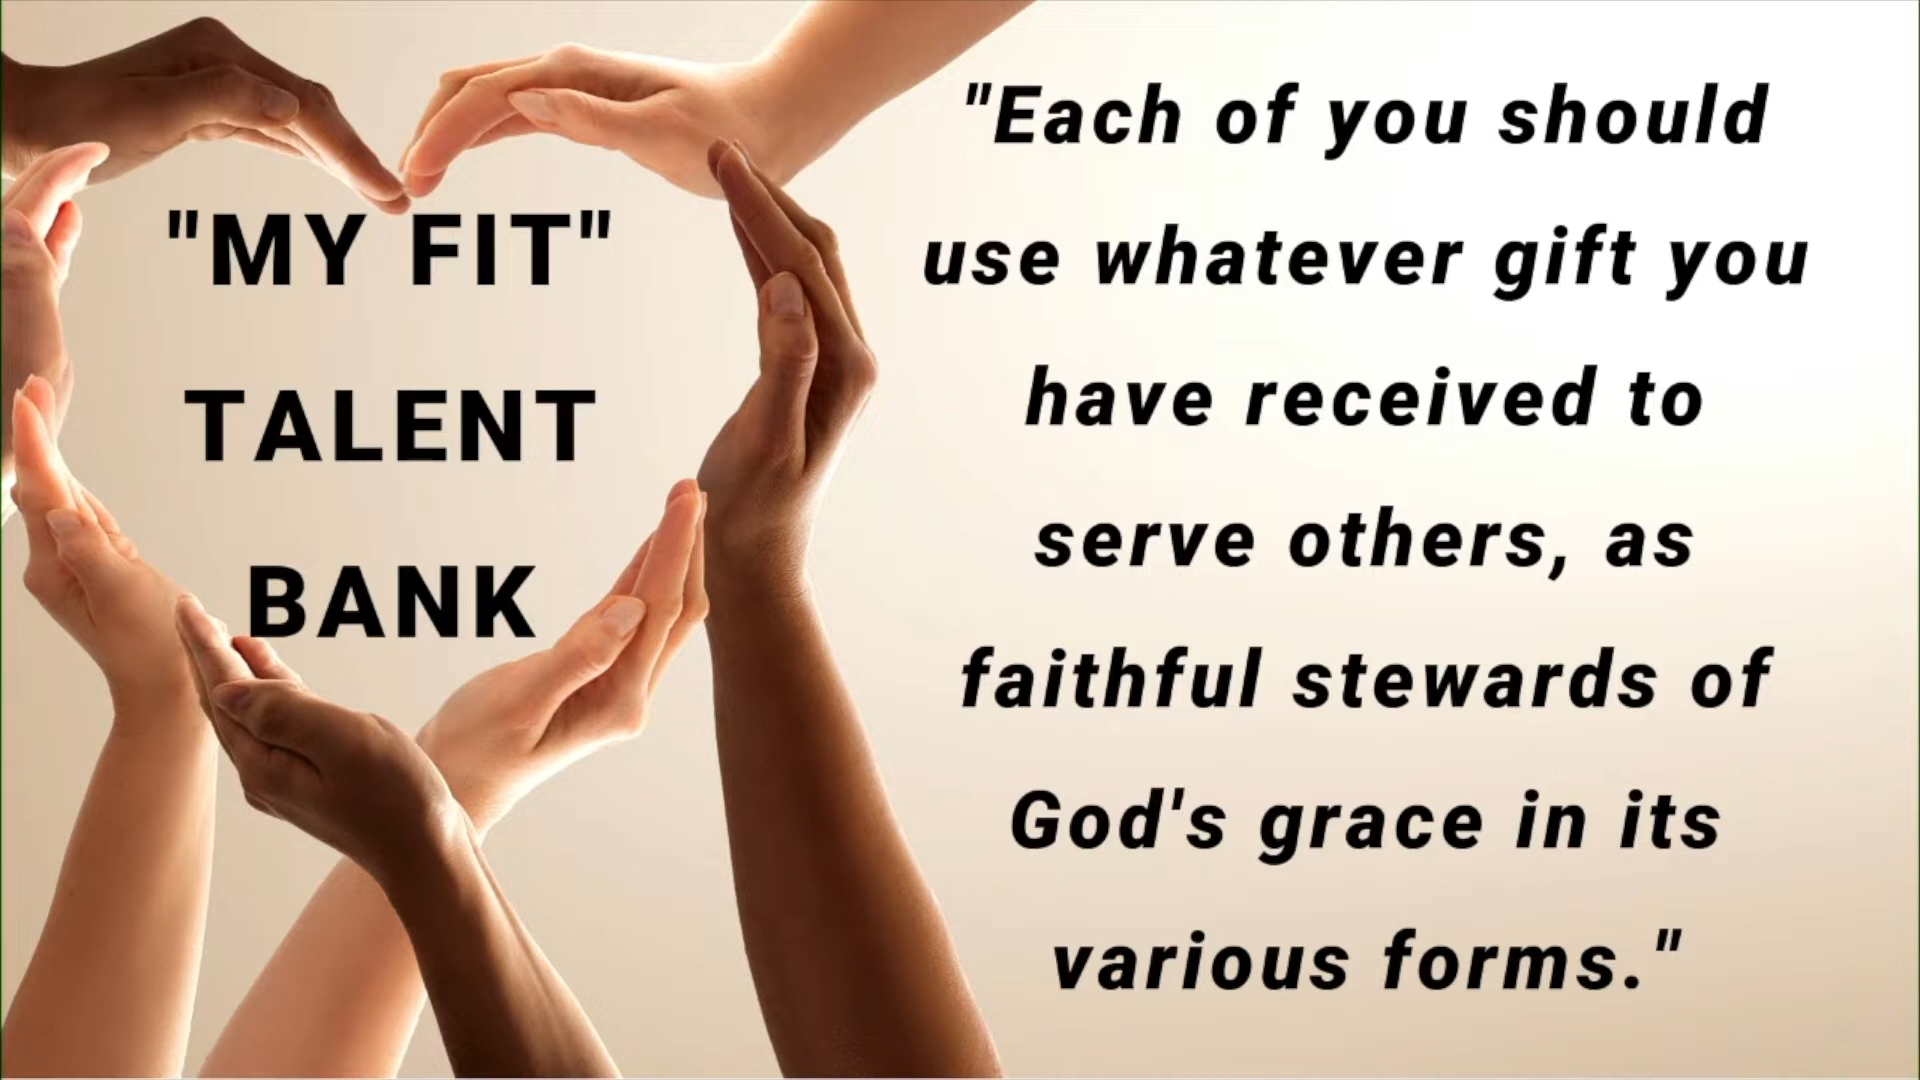 "MY FIT"
TALENT
BANK
"Each of you should
use whatever gift you
have received to
serve others, as
faithful stewards of
God's grace in its
various forms."